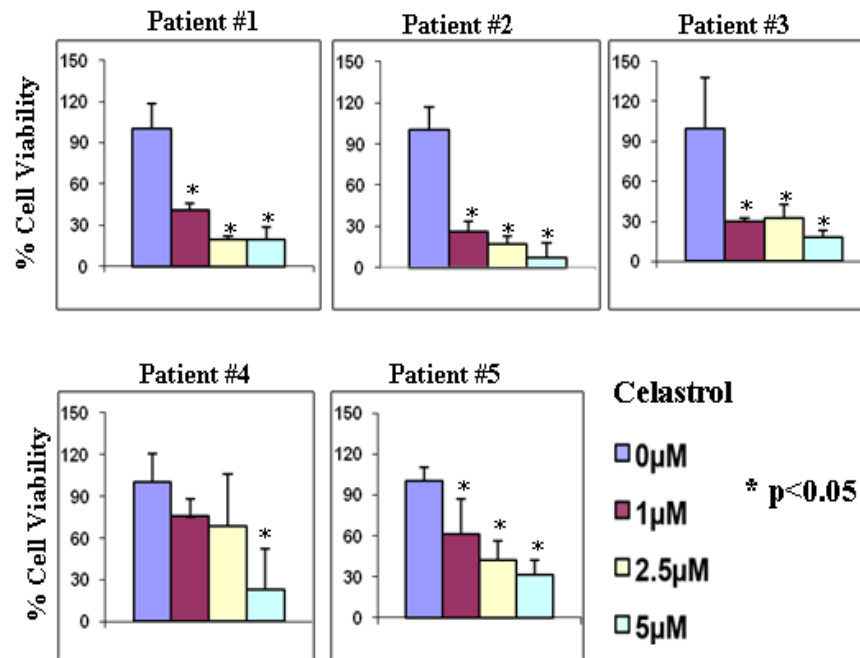 Patient #1
Patient #2
Patient #3
% Cell Viability
150
120
90
60
30
0
150
120
90
60
30
0
150
120
90
60
30
0
* * *
* * *
* * *
Patient #4
Patient #5
% Cell Viability
150
120
90
60
30
0
150
120
90
60
30
0
*
* * *
Celastrol
0µM
1µM
2.5µM
5µM
* p<0.05